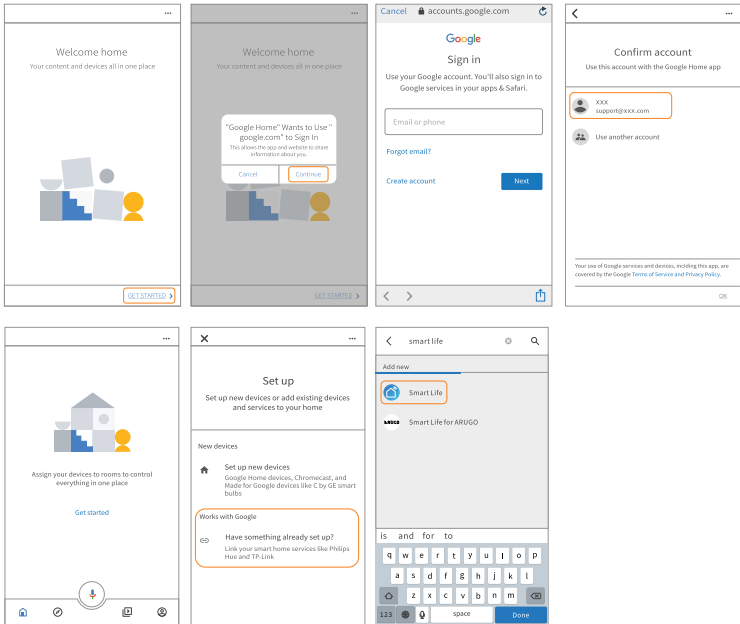 Welcome home
Your content and devices all in one place
GET STARTED
Welcome home
Your content and devices all in one place
"Google Home" Wants to Use "
google.com" to Sign In
This allows the app and website to share
information about you.
Cancel
Continue
GET STARTED
Cancel
accounts.google.com
Google
Sign in
Use your Google account. You'll also sign in to
Google services in your apps & Safari.
Email or phone
Forgot email?
Create account
Next
Confirm account
Use this account with the Google Home app
XXX
support@xxx.com
Use another account
Your use of Google services and devices, inclding this app, are
covered by the Google Terms of Service and Privacy Policy.
OK
Assign your devices to rooms to control
everything in one place
Get started
Set up
Set up new devices or add existing devices
and services to your home
New devices
Set up new devices
Google Home devices, Chromecast, and
Made for Google devices like C by GE smart
bulbs
Works with Google
Have something already set up?
Link your smart home services like Philips
Hue and TP-Link
smart life
Add new
Smart Life
ARUGO
Smart Life for ARUGO
is and for to
q w e r t y u I o p
a s d f g h j k l
z x c v b n m
123
space
Done